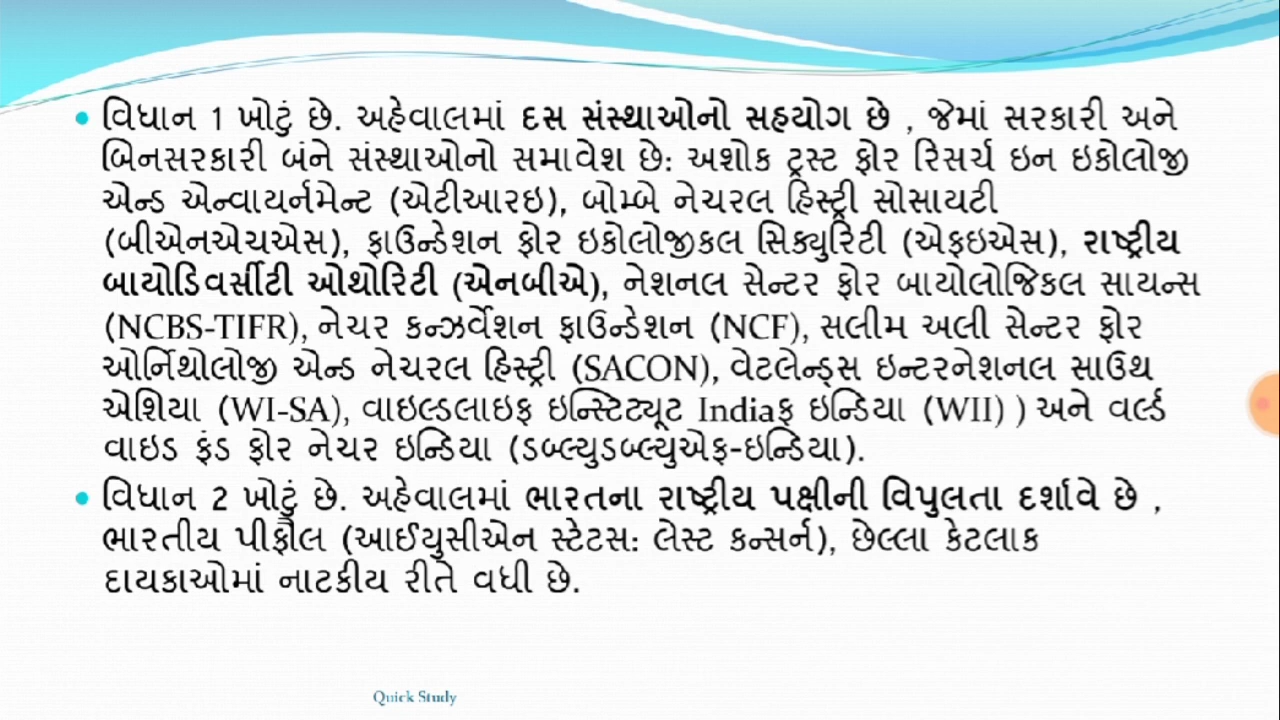 • વિધાન 1 ખોટું છે. અહેવાલમાં દસ સંસ્થાઓનો સહયોગ છે , જેમાં સરકારી અને
બિનસરકારી બંને સંસ્થાઓનો સમાવેશ છે: અશોક ટ્રસ્ટ ફોર રિસર્ચ ઇન ઇકોલોજી
એન્ડ એન્વાયર્નમેન્ટ (એટીઆરઇ), બોમ્બે નેચરલ હિસ્ટ્રી સોસાયટી
(બીએનએચએસ), ફાઉન્ડેશન ફોર ઇકોલોજીકલ સિક્યુરિટી (એફઇએસ), રાષ્ટ્રીય
બાયોડિવર્સીટી ઓથોરિટી (એનબીએ), નેશનલ સેન્ટર ફોર બાયોલોજિકલ સાયન્સ
(NCBS-TIFR), નેચર કન્ઝર્વેશન ફાઉન્ડેશન (NCF), સલીમ અલી સેન્ટર ફોર
ઓર્નિથોલોજી એન્ડ નેચરલ હિસ્ટ્રી (SACON), વેટલેન્ડ્સ ઇન્ટરનેશનલ સાઉથ
એશિયા (WI-SA), વાઇલ્ડલાઇફ ઇન્સ્ટિટ્યૂટ Indiaફ ઇન્ડિયા (WII) ) અને વર્લ્ડ
વાઇડ ફંડ ફોર નેચર ઇન્ડિયા (ડબ્લ્યુડબ્લ્યુએફ-ઇન્ડિયા).
• વિધાન 2 ખોટું છે. અહેવાલમાં ભારતના રાષ્ટ્રીય પક્ષીની વિપુલતા દર્શાવે છે ,
ભારતીય પીફૌલ (આઈયુસીએન સ્ટેટસ: લેસ્ટ કન્સર્ન), છેલ્લા કેટલાક
દાયકાઓમાં નાટકીય રીતે વધી છે.
Quick Study